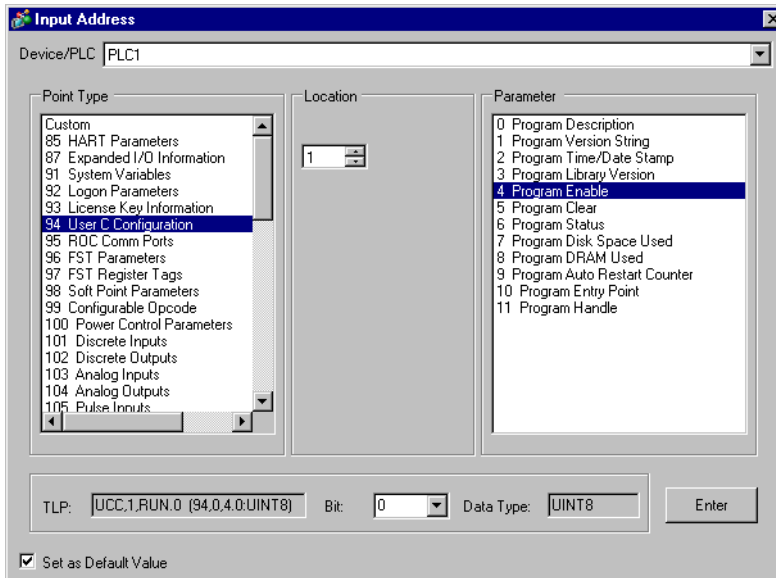 Input Address
Device/PLC PLC1
Point Type
Custom
85 HART Parameters
87 Expanded I/O Information
91 System Variables
92 Logon Parameters
93 License Key Information
94 User C Configuration
95 ROC Comm Ports
96 FST Parameters
97 FST Register Tags
98 Soft Point Parameters
99 Configurable Opcode
100 Power Control Parameters
101 Discrete Inputs
102 Discrete Outputs
103 Analog Inputs
104 Analog Outputs
105 Pulse Inputs
Location
1
Parameter
0 Program Description
1 Program Version String
2 Program Time/Date Stamp
3 Program Library Version
4 Program Enable
5 Program Clear
6 Program Status
7 Program Disk Space Used
8 Program DRAM Used
9 Program Auto Restart Counter
10 Program Entry Point
11 Program Handle
TLP: UCC,1,RUN.0 (94,0,4.0:UINT8) Bit: 0 Data Type: UINT8 Enter
Set as Default Value